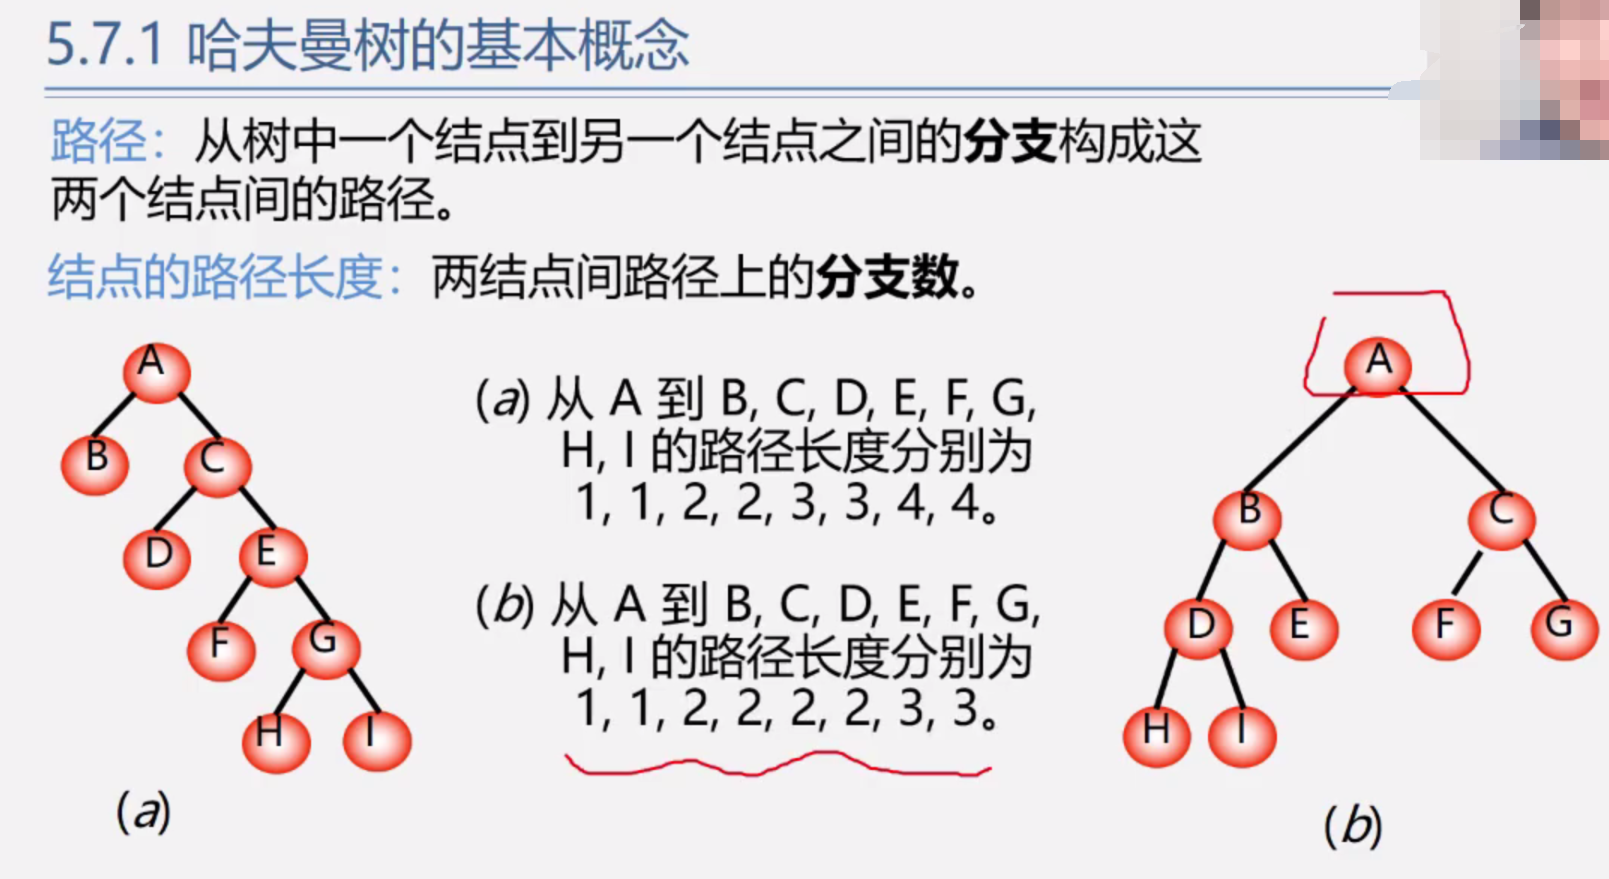 5.7.1 哈夫曼树的基本概念
路径：从树中一个结点到另一个结点之间的分支构成这
两个结点间的路径。
结点的路径长度：两结点间路径上的分支数。
A
B
C
D
E
F
G
H
I
(a)
(a) 从 A 到 B, C, D, E, F, G,
H, I 的路径长度分别为
1, 1, 2, 2, 3, 3, 4, 4。
(b) 从 A 到 B, C, D, E, F, G,
H, I 的路径长度分别为
1, 1, 2, 2, 2, 2, 3, 3。
A
B
C
D
E
F
G
H
I
(b)